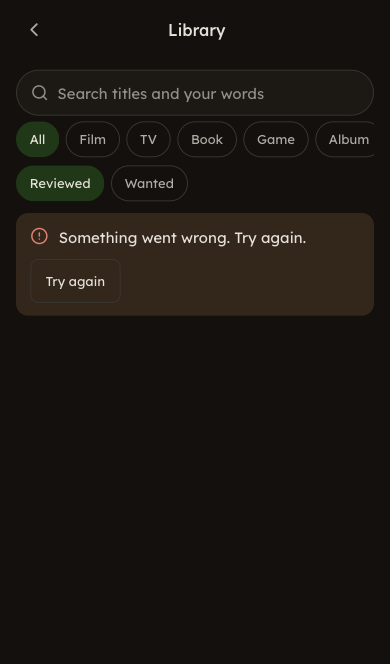 Library
Search titles and your words
All Film TV Book Game Album
Reviewed Wanted
Something went wrong. Try again.
Try again